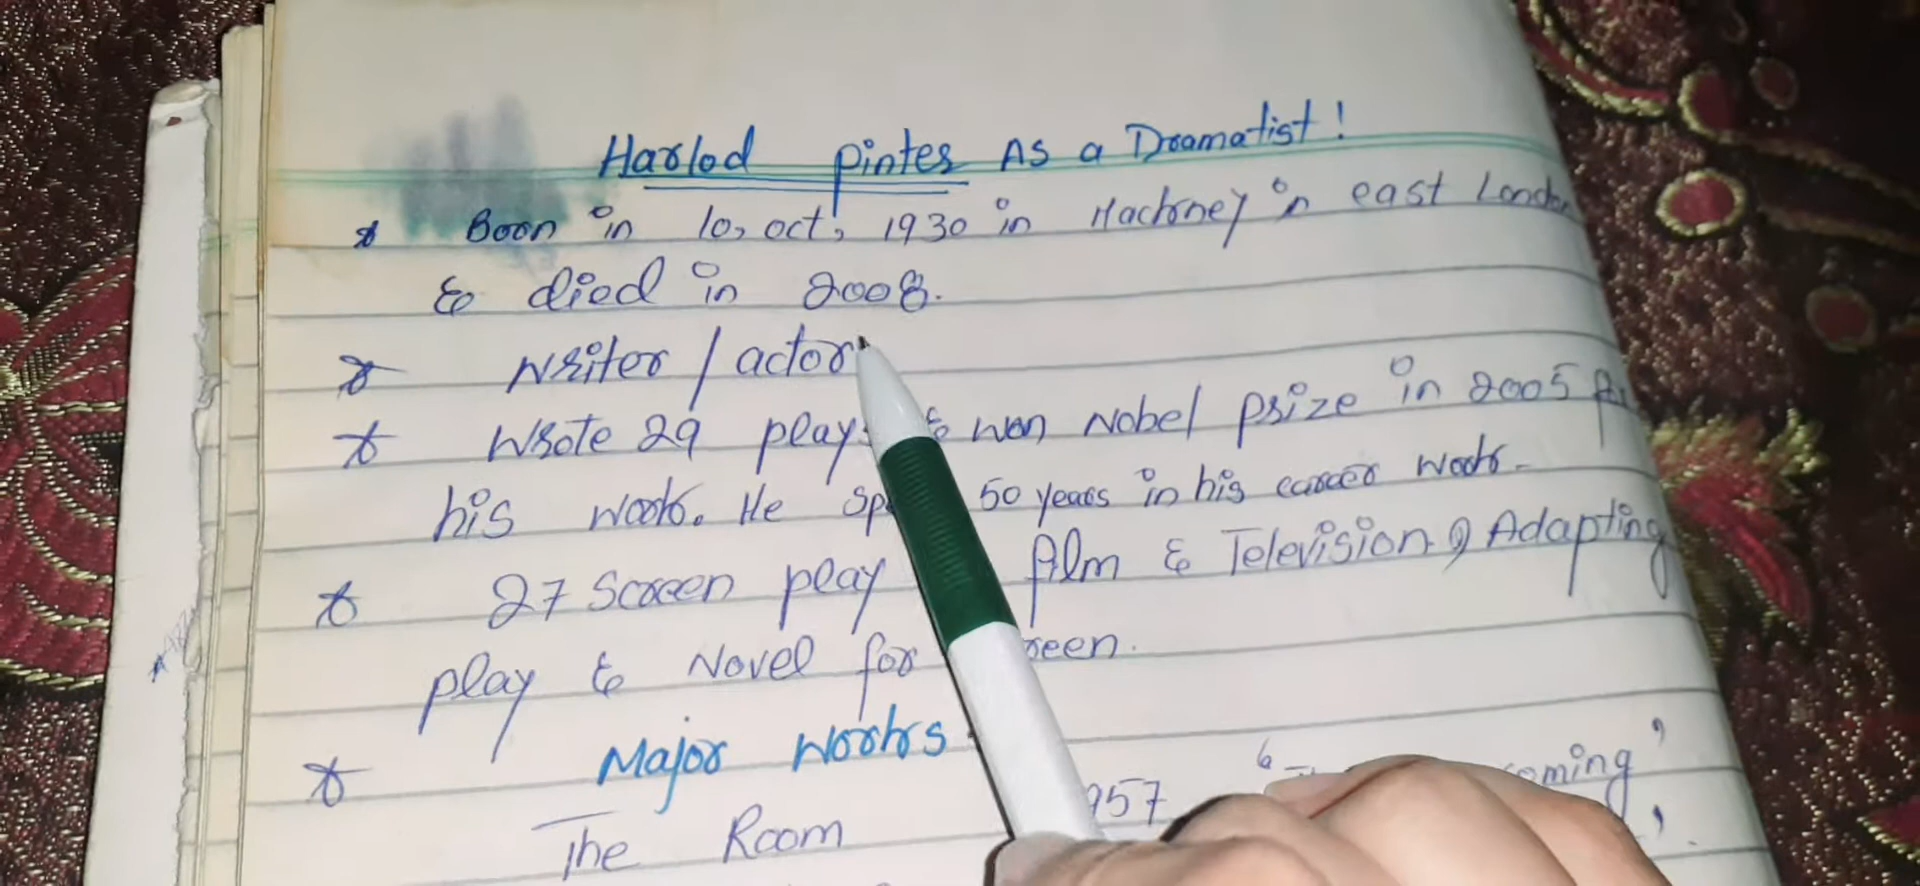 Harlod pinter As a Dramatist!
* Born in 10, oct, 1930 in Hackney in east London
& died in 2008.
* Writer / actor
* Wrote 29 play & won Nobel prize in 2005 for
his work. He 50 years in his career work.
* 27 Screen play film & Television, Adapting
play & Novel for
* Major Works
The Room